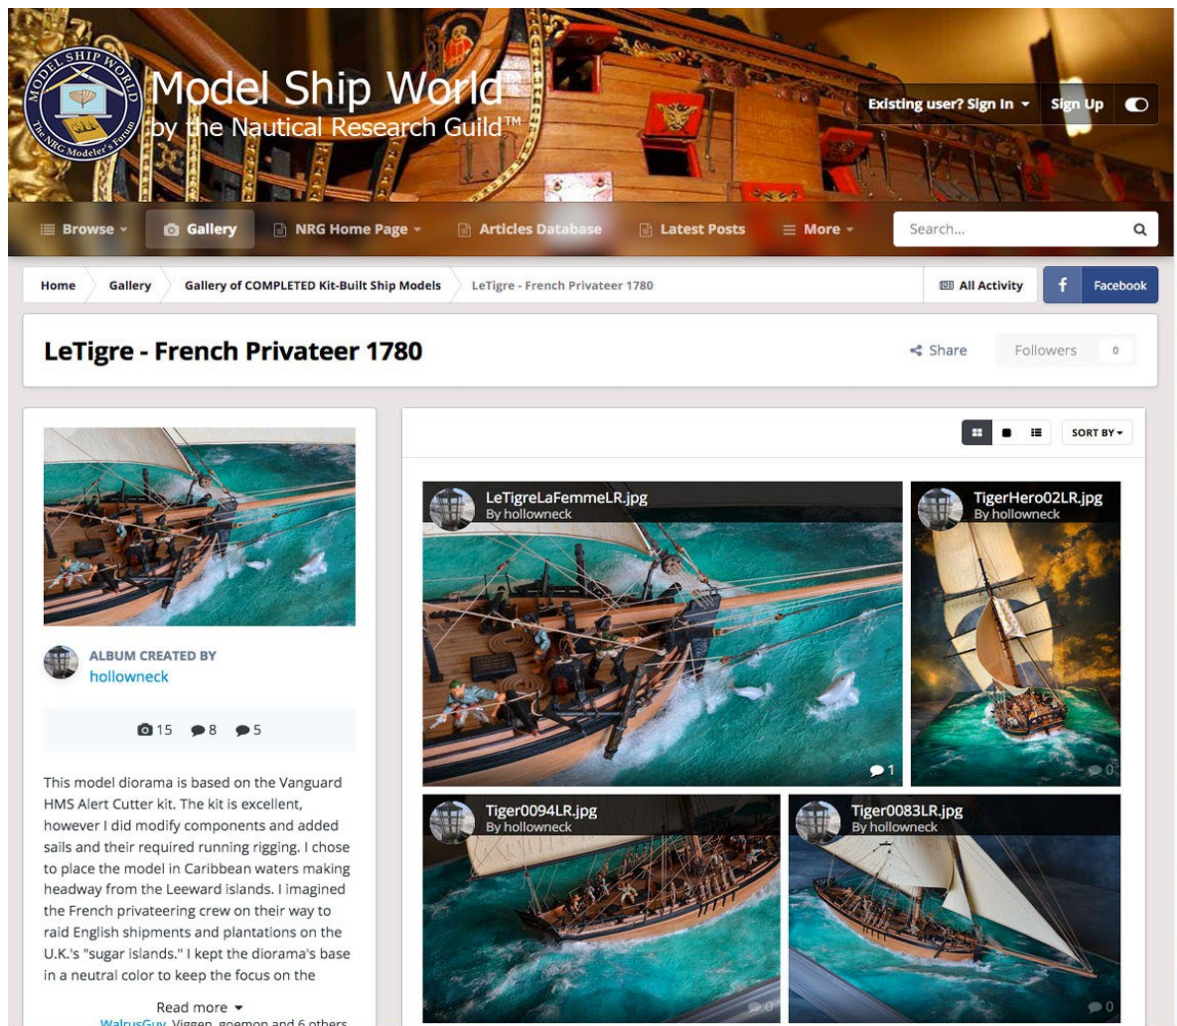 MODEL SHIP WORLD
The NRG Modeler's Forum
Model Ship World™
by the Nautical Research Guild™
Existing user? Sign In
Sign Up
Browse
Gallery
NRG Home Page
Articles Database
Latest Posts
More
Search...
Home
Gallery
Gallery of COMPLETED Kit-Built Ship Models
LeTigre - French Privateer 1780
All Activity
f
Facebook
LeTigre - French Privateer 1780
Share
Followers
0
ALBUM CREATED BY
hollowneck
15
8
5
This model diorama is based on the Vanguard
HMS Alert Cutter kit. The kit is excellent,
however I did modify components and added
sails and their required running rigging. I chose
to place the model in Caribbean waters making
headway from the Leeward islands. I imagined
the French privateering crew on their way to
raid English shipments and plantations on the
U.K.'s "sugar islands." I kept the diorama's base
in a neutral color to keep the focus on the
Read more
WalrusGuy, Viggen, goemon and 6 others
SORT BY
LeTigreLaFemmeLR.jpg
By hollowneck
1
TigerHero02LR.jpg
By hollowneck
0
Tiger0094LR.jpg
By hollowneck
0
Tiger0083LR.jpg
By hollowneck
0